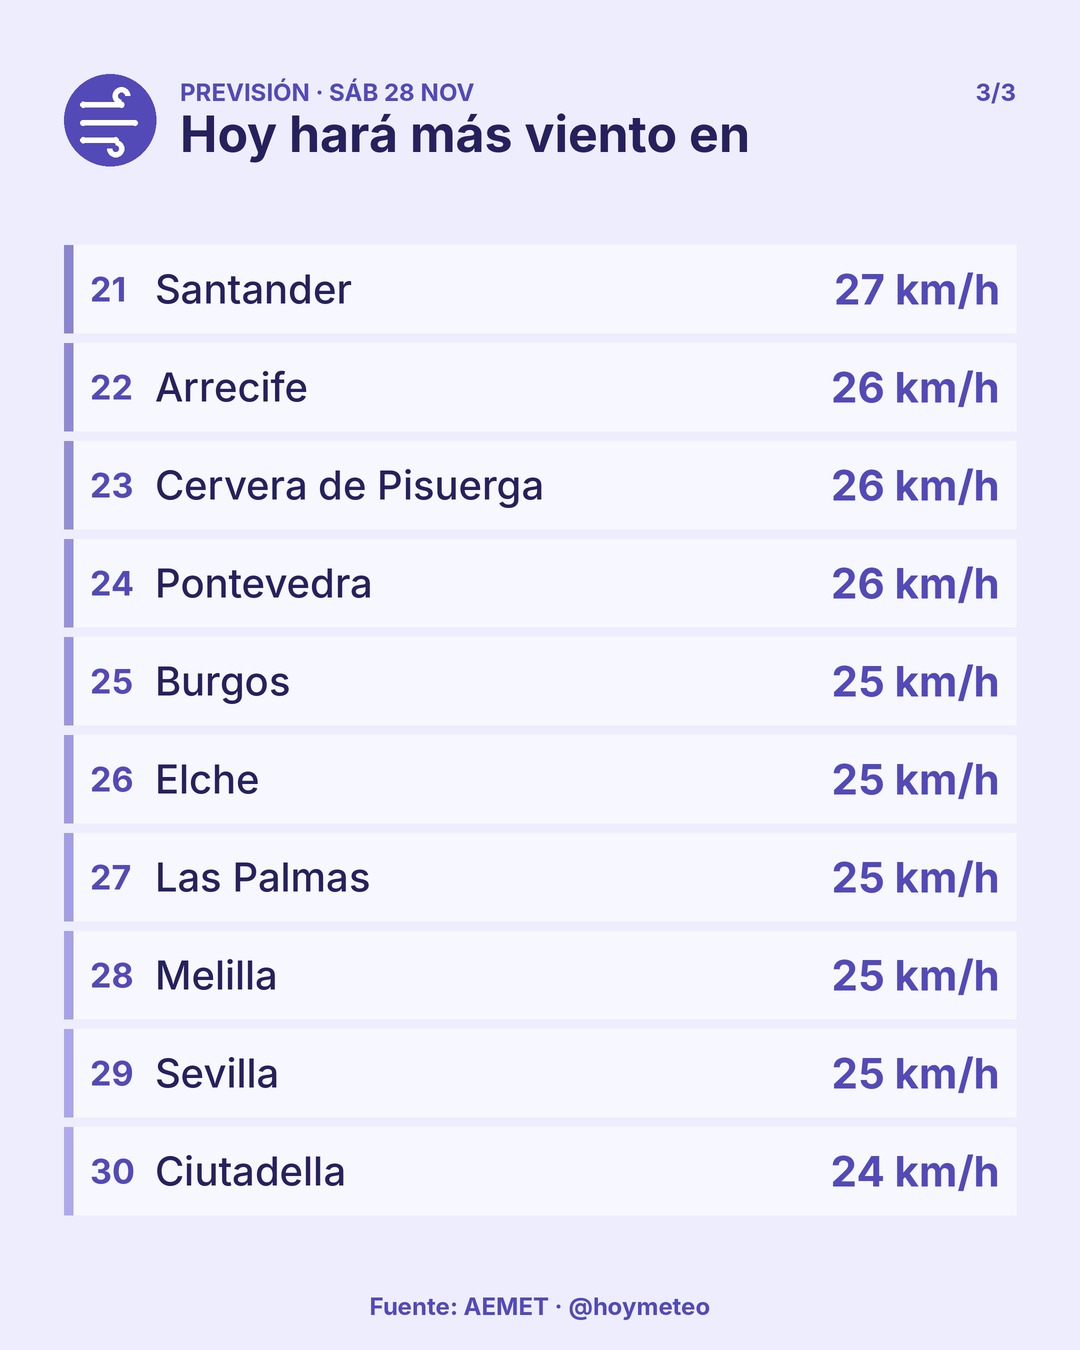 PREVISIÓN · SÁB 28 NOV
3/3
Hoy hará más viento en
21 Santander 27 km/h
22 Arrecife 26 km/h
23 Cervera de Pisuerga 26 km/h
24 Pontevedra 26 km/h
25 Burgos 25 km/h
26 Elche 25 km/h
27 Las Palmas 25 km/h
28 Melilla 25 km/h
29 Sevilla 25 km/h
30 Ciutadella 24 km/h
Fuente: AEMET · @hoymeteo